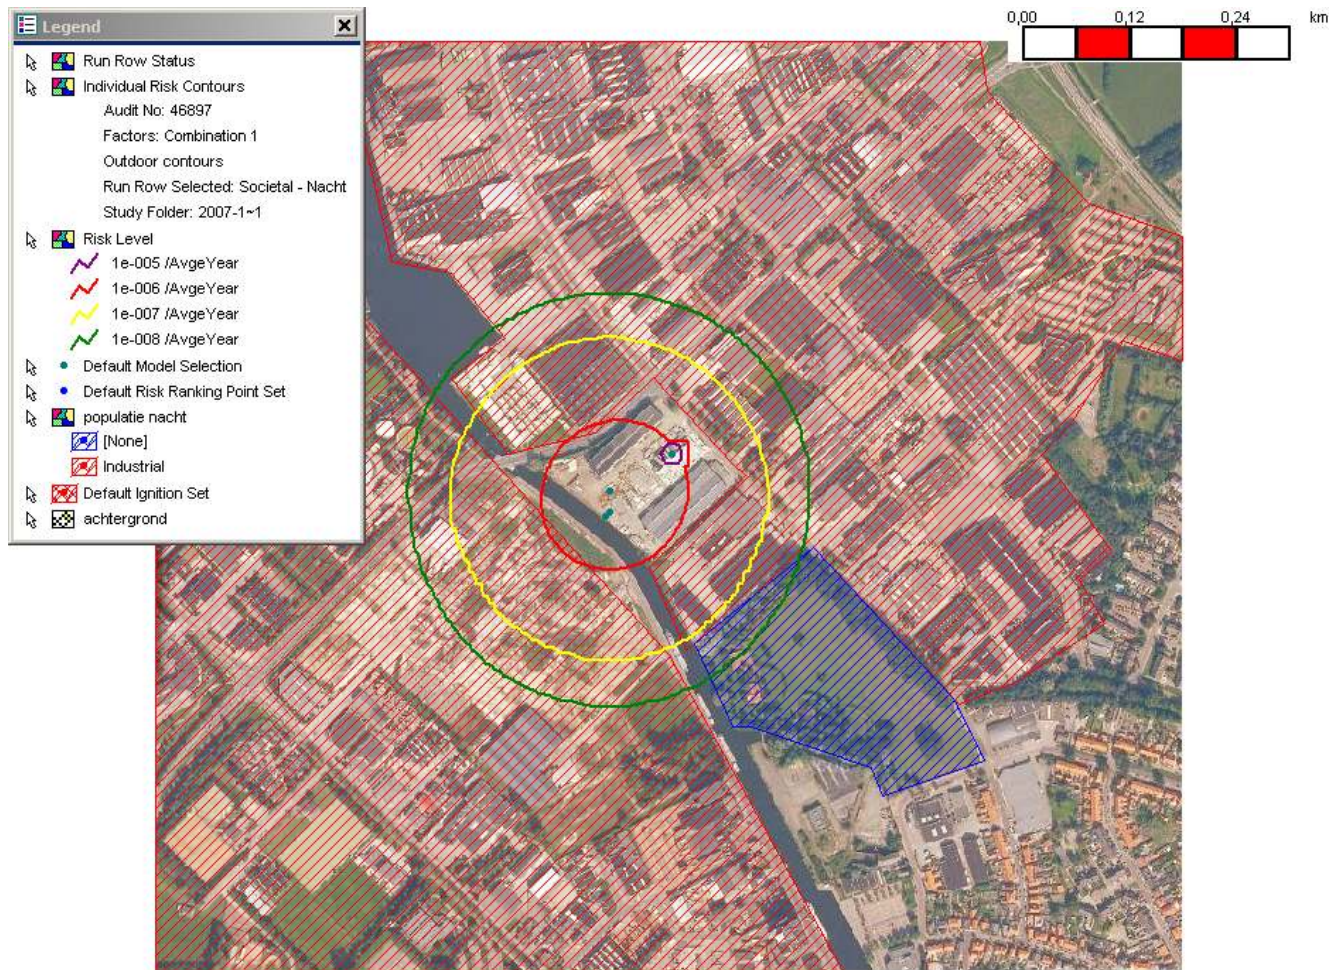 Legend
Run Row Status
Individual Risk Contours
Audit No: 46897
Factors: Combination 1
Outdoor contours
Run Row Selected: Societal - Nacht
Study Folder: 2007-1~1
Risk Level
1e-005 /AvgeYear
1e-006 /AvgeYear
1e-007 /AvgeYear
1e-008 /AvgeYear
Default Model Selection
Default Risk Ranking Point Set
populatie nacht
[None]
Industrial
Default Ignition Set
achtergrond
0,00 0,12 0,24 km